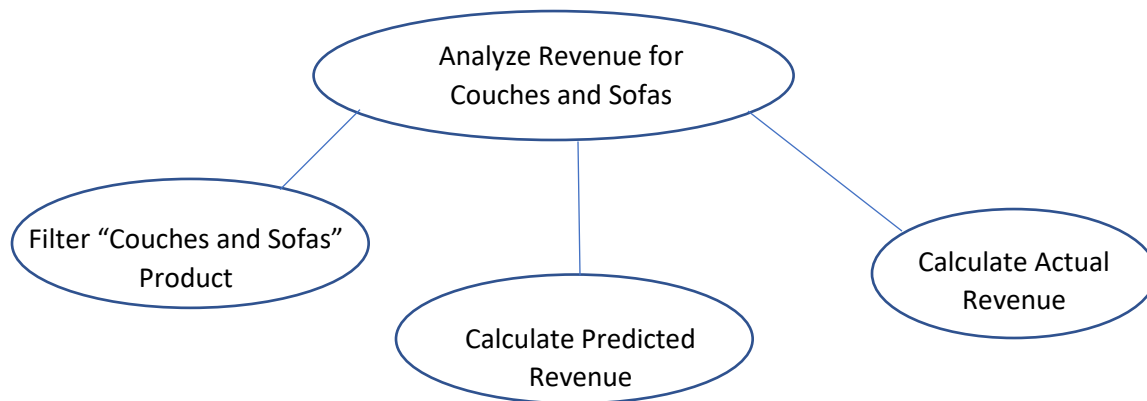 Analyze Revenue for
Couches and Sofas
Filter “Couches and Sofas”
Product
Calculate Predicted
Revenue
Calculate Actual
Revenue